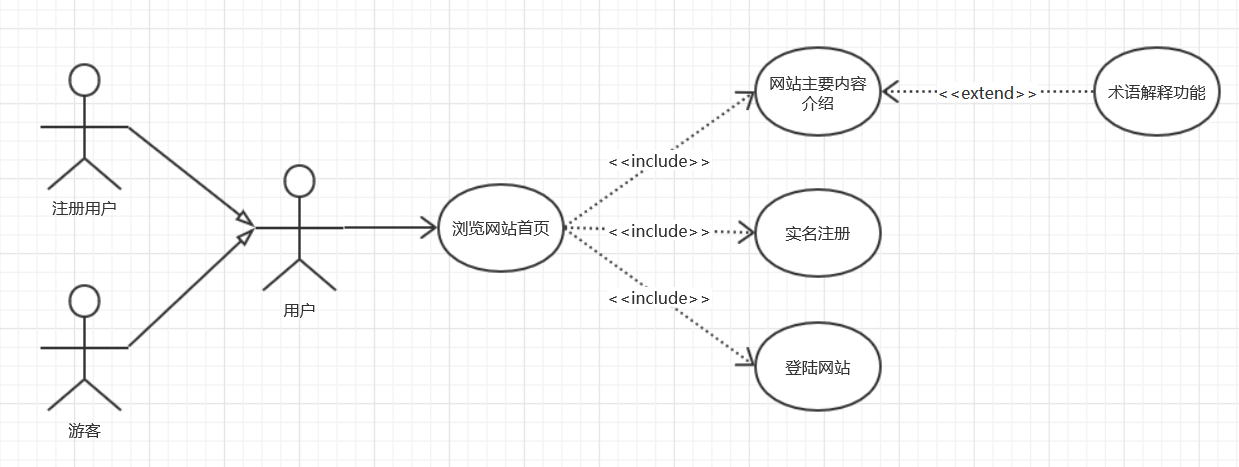 网站主要内容
介绍
<<extend>>
术语解释功能
<<include>>
注册用户
浏览网站首页
<<include>>
实名注册
用户
<<include>>
登陆网站
游客